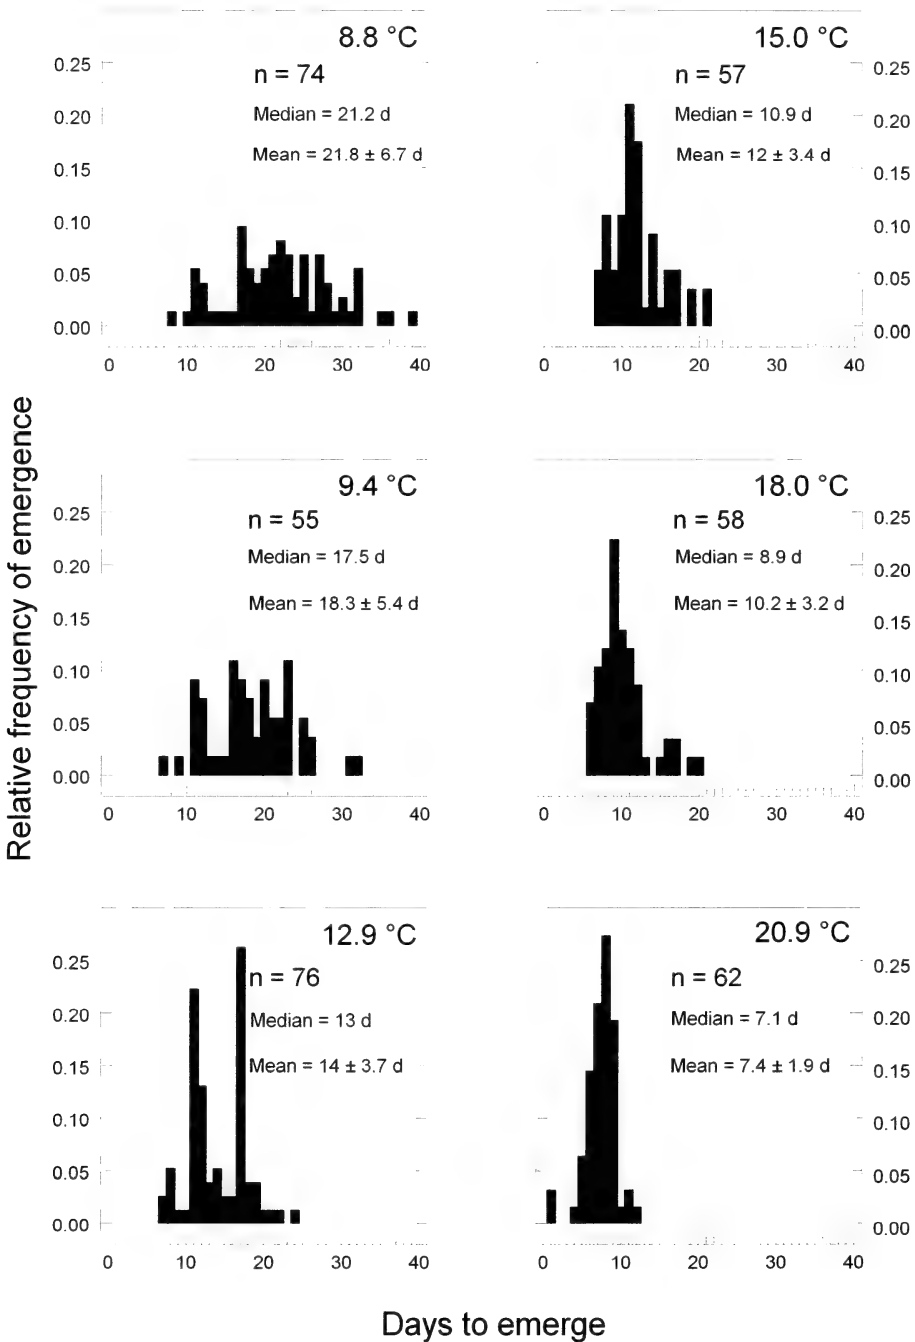 8.8 °C
n = 74
Median = 21.2 d
Mean = 21.8 ± 6.7 d
0.25
0.20
0.15
0.10
0.05
0.00
0 10 20 30 40
15.0 °C
n = 57
Median = 10.9 d
Mean = 12 ± 3.4 d
0.25
0.20
0.15
0.10
0.05
0.00
0 10 20 30 40
Relative frequency of emergence
9.4 °C
n = 55
Median = 17.5 d
Mean = 18.3 ± 5.4 d
0.25
0.20
0.15
0.10
0.05
0.00
0 10 20 30 40
18.0 °C
n = 58
Median = 8.9 d
Mean = 10.2 ± 3.2 d
0.25
0.20
0.15
0.10
0.05
0.00
0 10 20 30 40
12.9 °C
n = 76
Median = 13 d
Mean = 14 ± 3.7 d
0.25
0.20
0.15
0.10
0.05
0.00
0 10 20 30 40
20.9 °C
n = 62
Median = 7.1 d
Mean = 7.4 ± 1.9 d
0.25
0.20
0.15
0.10
0.05
0.00
0 10 20 30 40
Days to emerge